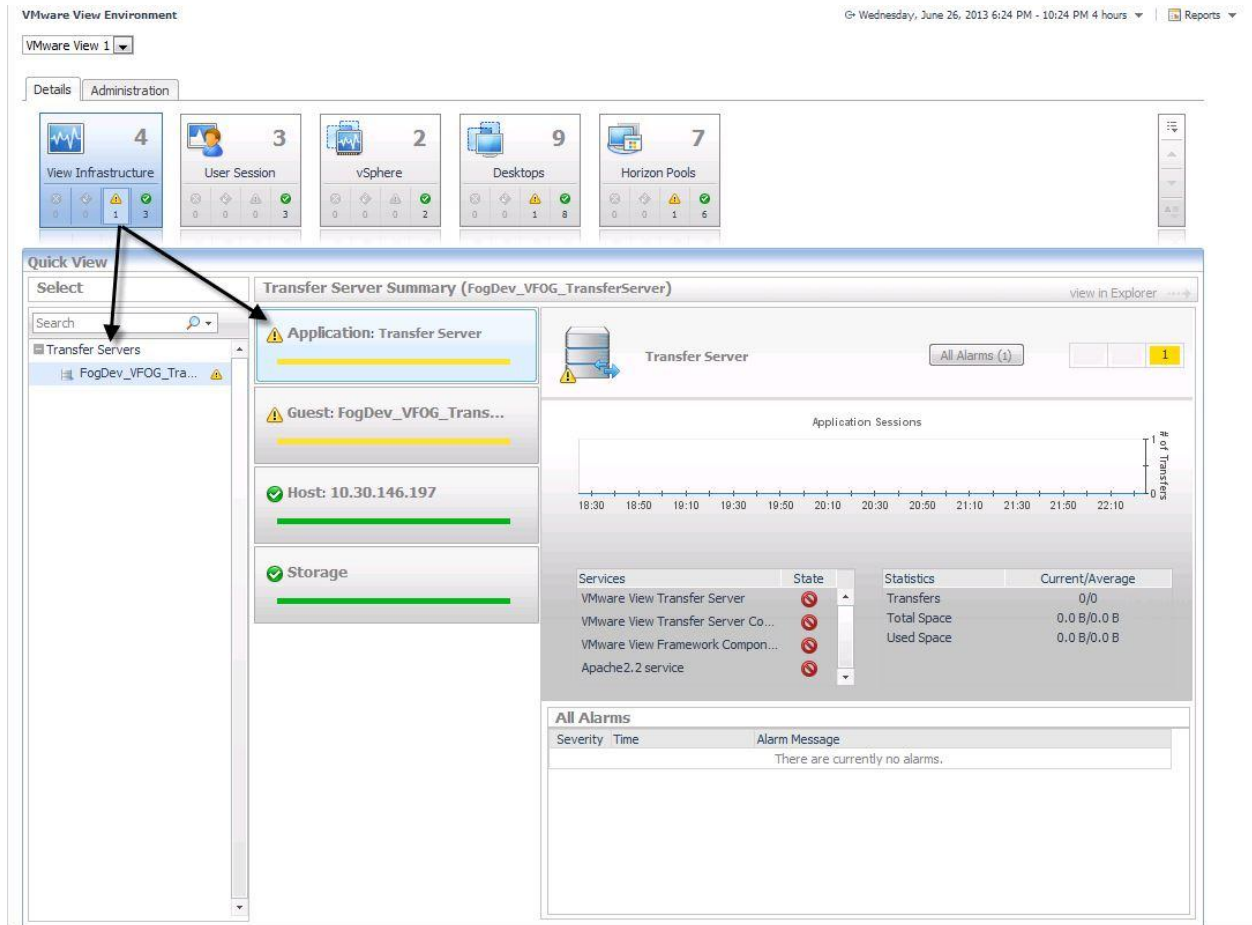 VMware View Environment
Wednesday, June 26, 2013 6:24 PM - 10:24 PM 4 hours
Reports
VMware View 1
Details
Administration
4
View Infrastructure
0 0 1 3
3
User Session
0 0 0 3
2
vSphere
0 0 0 2
9
Desktops
0 0 1 8
7
Horizon Pools
0 0 1 6
Quick View
Select
Search
Transfer Servers
FogDev_VFOG_Tra...
Transfer Server Summary (FogDev_VFOG_TransferServer)
view in Explorer
Application: Transfer Server
Guest: FogDev_VFOG_Trans...
Host: 10.30.146.197
Storage
Transfer Server
All Alarms (1)
1
Application Sessions
1
0
# of Transfers
18:30 18:50 19:10 19:30 19:50 20:10 20:30 20:50 21:10 21:30 21:50 22:10
Services State
VMware View Transfer Server
VMware View Transfer Server Co...
VMware View Framework Compon...
Apache2.2 service
Statistics Current/Average
Transfers 0/0
Total Space 0.0 B/0.0 B
Used Space 0.0 B/0.0 B
All Alarms
Severity Time Alarm Message
There are currently no alarms.